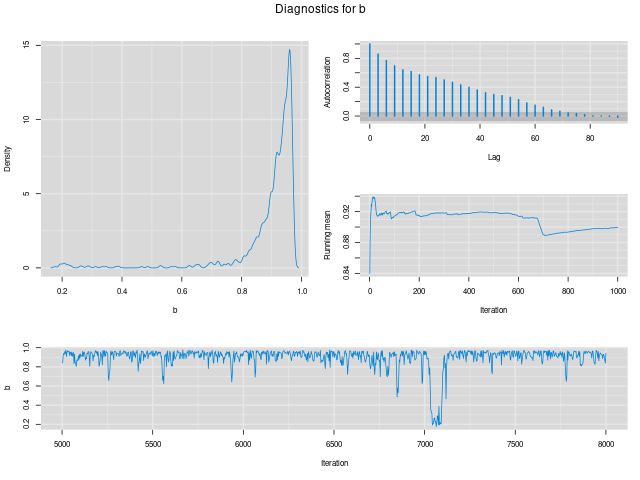 Diagnostics for b
Density
0 5 10 15
0.2 0.4 0.6 0.8 1.0
b
Autocorrelation
0.0 0.4 0.8
0 20 40 60 80
Lag
Running mean
0.84 0.88 0.92
0 200 400 600 800 1000
Iteration
b
0.2 0.4 0.6 0.8 1.0
5000 5500 6000 6500 7000 7500 8000
Iteration